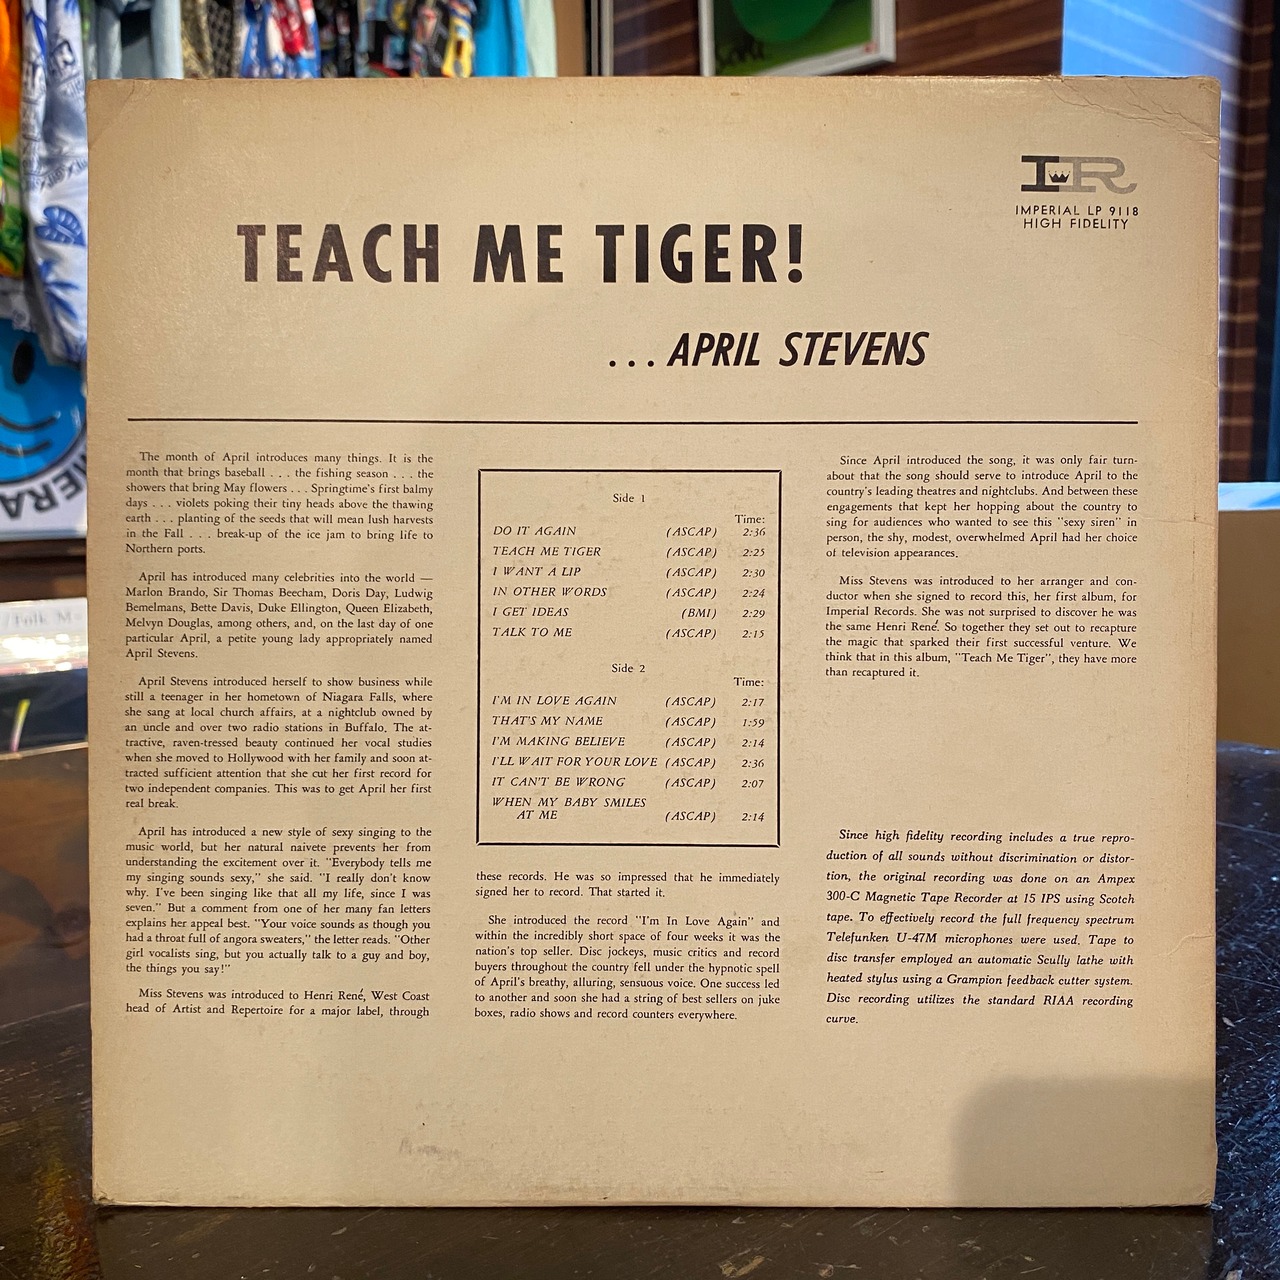 TEACH ME TIGER!
... APRIL STEVENS
IR
IMPERIAL LP 9118
HIGH FIDELITY
The month of April introduces many things. It is the
month that brings baseball . . . the fishing season . . . the
showers that bring May flowers . . . Springtime's first balmy
days . . . violets poking their tiny heads above the thawing
earth . . . planting of the seeds that will mean lush harvests
in the Fall . . . break-up of the ice jam to bring life to
Northern ports.
April has introduced many celebrities into the world —
Marlon Brando, Sir Thomas Beecham, Doris Day, Ludwig
Bemelmans, Bette Davis, Duke Ellington, Queen Elizabeth,
Melvyn Douglas, among others, and, on the last day of one
particular April, a petite young lady appropriately named
April Stevens.
April Stevens introduced herself to show business while
still a teenager in her hometown of Niagara Falls, where
she sang at local church affairs, at a nightclub owned by
an uncle and over two radio stations in Buffalo. The at-
tractive, raven-tressed beauty continued her vocal studies
when she moved to Hollywood with her family and soon at-
tracted sufficient attention that she cut her first record for
two independent companies. This was to get April her first
real break.
April has introduced a new style of sexy singing to the
music world, but her natural naivete prevents her from
understanding the excitement over it. "Everybody tells me
my singing sounds sexy," she said. "I really don't know
why. I've been singing like that all my life, since I was
seven." But a comment from one of her many fan letters
explains her appeal best. "Your voice sounds as though you
had a throat full of angora sweaters," the letter reads. "Other
girl vocalists sing, but you actually talk to a guy and boy,
the things you say!"
Miss Stevens was introduced to Henri René, West Coast
head of Artist and Repertoire for a major label, through
Side 1
Time:
DO IT AGAIN (ASCAP) 2:36
TEACH ME TIGER (ASCAP) 2:25
I WANT A LIP (ASCAP) 2:30
IN OTHER WORDS (ASCAP) 2:24
I GET IDEAS (BMI) 2:29
TALK TO ME (ASCAP) 2:15
Side 2
Time:
I'M IN LOVE AGAIN (ASCAP) 2:17
THAT'S MY NAME (ASCAP) 1:59
I'M MAKING BELIEVE (ASCAP) 2:14
I'LL WAIT FOR YOUR LOVE (ASCAP) 2:36
IT CAN'T BE WRONG (ASCAP) 2:07
WHEN MY BABY SMILES
AT ME (ASCAP) 2:14
these records. He was so impressed that he immediately
signed her to record. That started it.
She introduced the record "I'm In Love Again" and
within the incredibly short space of four weeks it was the
nation's top seller. Disc jockeys, music critics and record
buyers throughout the country fell under the hypnotic spell
of April's breathy, alluring, sensuous voice. One success led
to another and soon she had a string of best sellers on juke
boxes, radio shows and record counters everywhere.
Since April introduced the song, it was only fair turn-
about that the song should serve to introduce April to the
country's leading theatres and nightclubs. And between these
engagements that kept her hopping about the country to
sing for audiences who wanted to see this "sexy siren" in
person, the shy, modest, overwhelmed April had her choice
of television appearances.
Miss Stevens was introduced to her arranger and con-
ductor when she signed to record this, her first album, for
Imperial Records. She was not surprised to discover he was
the same Henri René. So together they set out to recapture
the magic that sparked their first successful venture. We
think that in this album, "Teach Me Tiger", they have more
than recaptured it.
Since high fidelity recording includes a true repro-
duction of all sounds without discrimination or distor-
tion, the original recording was done on an Ampex
300-C Magnetic Tape Recorder at 15 IPS using Scotch
tape. To effectively record the full frequency spectrum
Telefunken U-47M microphones were used. Tape to
disc transfer employed an automatic Scully lathe with
heated stylus using a Grampion feedback cutter system.
Disc recording utilizes the standard RIAA recording
curve.